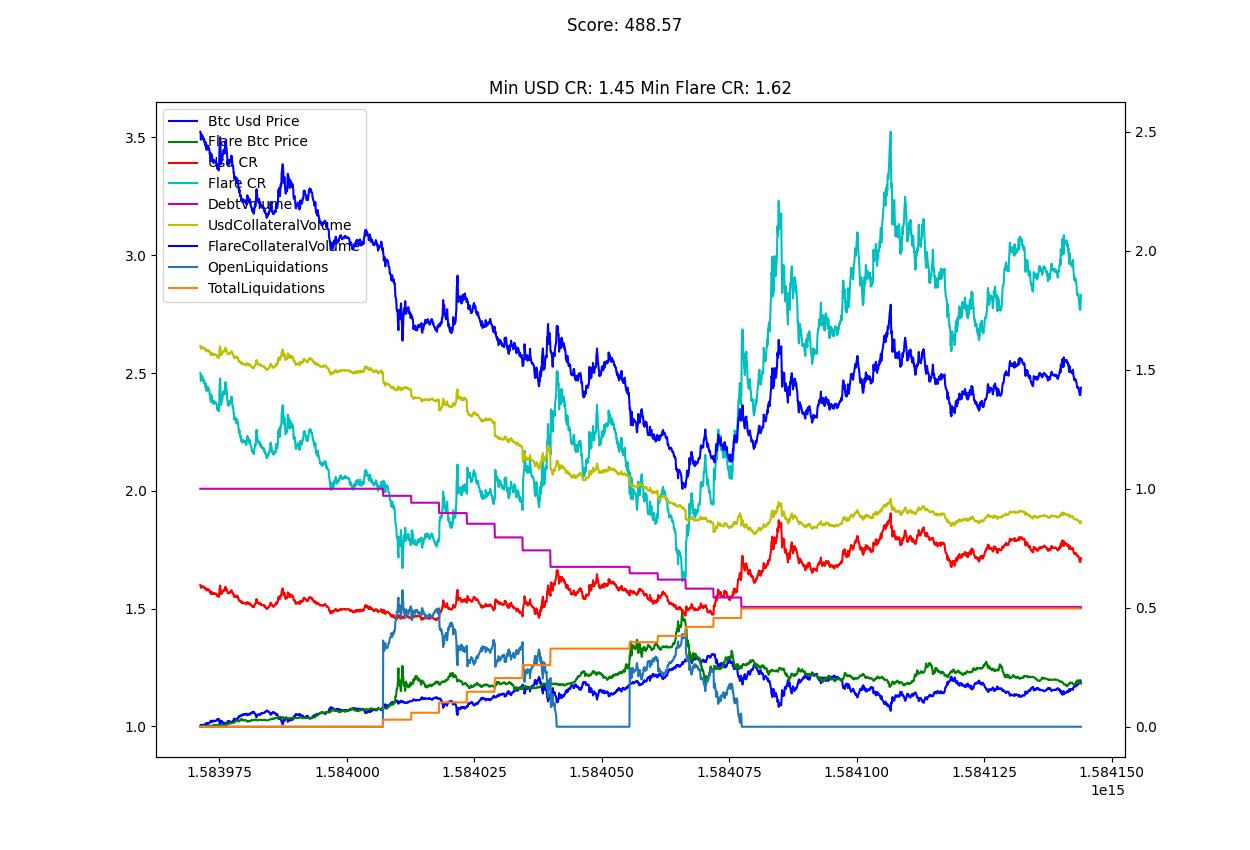 Score: 488.57
Min USD CR: 1.45 Min Flare CR: 1.62
Btc Usd Price
Flare Btc Price
Usd CR
Flare CR
DebtVolume
UsdCollateralVolume
FlareCollateralVolume
OpenLiquidations
TotalLiquidations
3.5
3.0
2.5
2.0
1.5
1.0
2.5
2.0
1.5
1.0
0.5
0.0
1.583975 1.584000 1.584025 1.584050 1.584075 1.584100 1.584125 1.584150
1e15